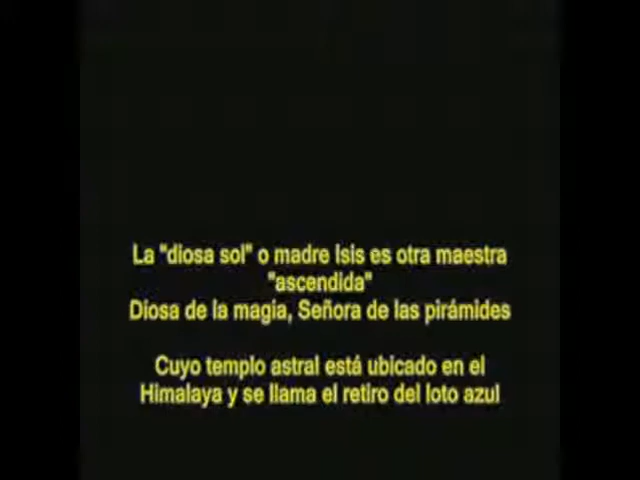 La "diosa sol" o madre Isis es otra maestra
"ascendida"
Diosa de la magia, Señora de las pirámides
Cuyo templo astral está ubicado en el
Himalaya y se llama el retiro del loto azul